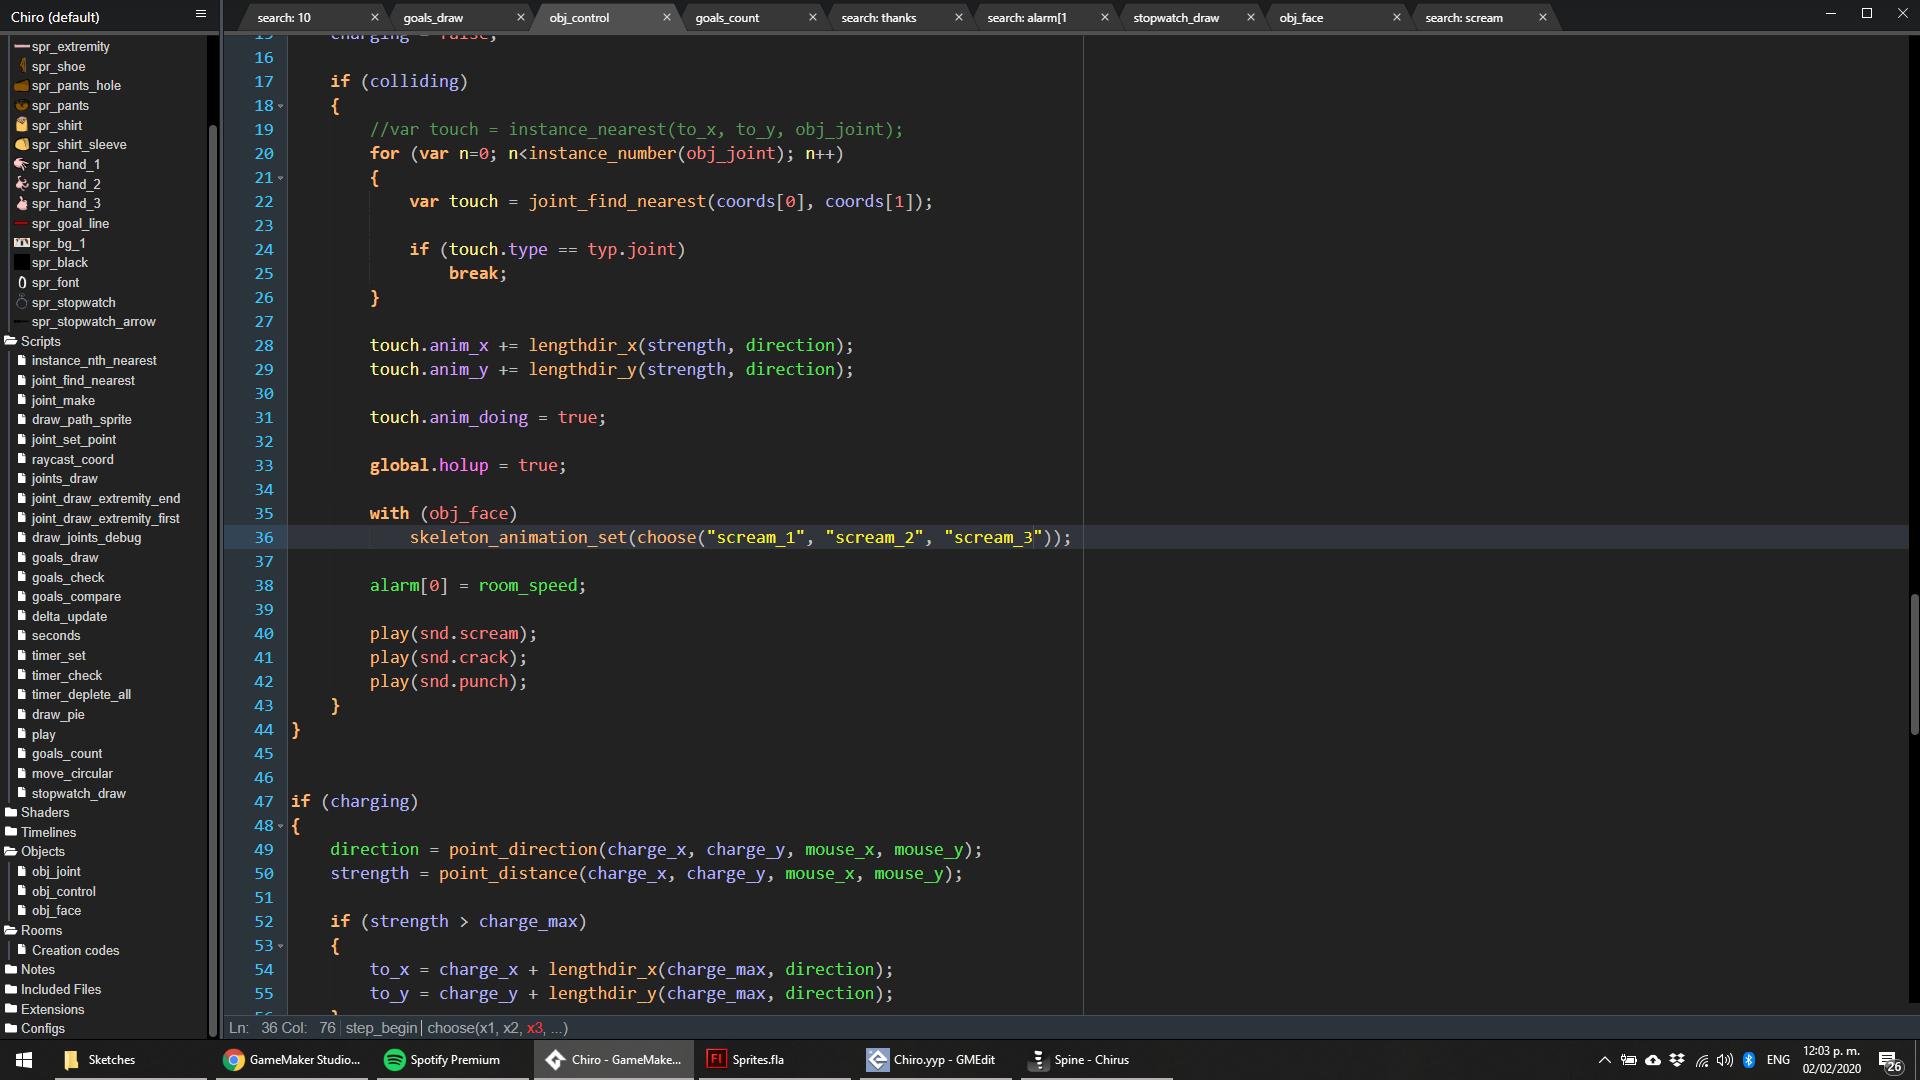 Chiro (default)
search: 10
goals_draw
obj_control
goals_count
search: thanks
search: alarm[1
stopwatch_draw
obj_face
search: scream
spr_extremity
spr_shoe
spr_pants_hole
spr_pants
spr_shirt
spr_shirt_sleeve
spr_hand_1
spr_hand_2
spr_hand_3
spr_goal_line
spr_bg_1
spr_black
spr_font
spr_stopwatch
spr_stopwatch_arrow
Scripts
instance_nth_nearest
joint_find_nearest
joint_make
draw_path_sprite
joint_set_point
raycast_coord
joints_draw
joint_draw_extremity_end
joint_draw_extremity_first
draw_joints_debug
goals_draw
goals_check
goals_compare
delta_update
seconds
timer_set
timer_check
timer_deplete_all
draw_pie
play
goals_count
move_circular
stopwatch_draw
Shaders
Timelines
Objects
obj_joint
obj_control
obj_face
Rooms
Creation codes
Notes
Included Files
Extensions
Configs
15 charging = false;
16
17 if (colliding)
18 {
19 //var touch = instance_nearest(to_x, to_y, obj_joint);
20 for (var n=0; n<instance_number(obj_joint); n++)
21 {
22 var touch = joint_find_nearest(coords[0], coords[1]);
23
24 if (touch.type == typ.joint)
25 break;
26 }
27
28 touch.anim_x += lengthdir_x(strength, direction);
29 touch.anim_y += lengthdir_y(strength, direction);
30
31 touch.anim_doing = true;
32
33 global.holup = true;
34
35 with (obj_face)
36 skeleton_animation_set(choose("scream_1", "scream_2", "scream_3"));
37
38 alarm[0] = room_speed;
39
40 play(snd.scream);
41 play(snd.crack);
42 play(snd.punch);
43 }
44 }
45
46
47 if (charging)
48 {
49 direction = point_direction(charge_x, charge_y, mouse_x, mouse_y);
50 strength = point_distance(charge_x, charge_y, mouse_x, mouse_y);
51
52 if (strength > charge_max)
53 {
54 to_x = charge_x + lengthdir_x(charge_max, direction);
55 to_y = charge_y + lengthdir_y(charge_max, direction);
56 }
Ln: 36 Col: 76 step_begin choose(x1, x2, x3, ...)
Sketches
GameMaker Studio...
Spotify Premium
Chiro - GameMake...
Fl Sprites.fla
Chiro.yyp - GMEdit
Spine - Chirus
ENG
12:03 p. m.
02/02/2020
26